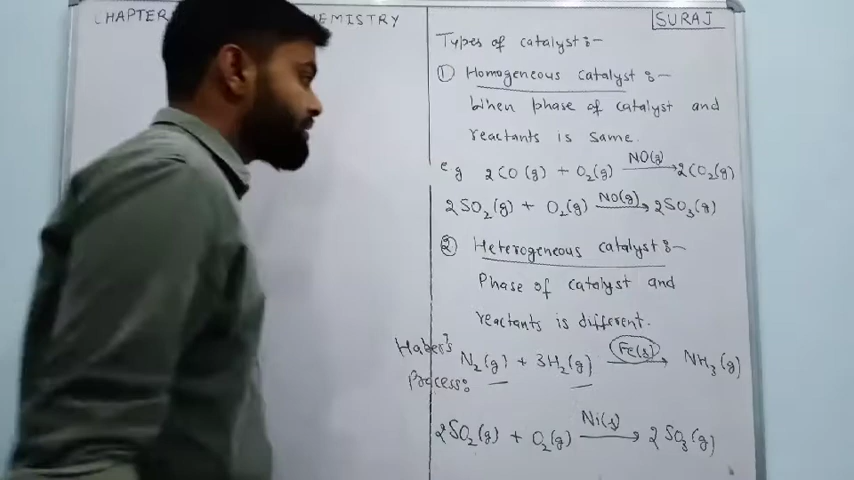 CHAPTER
EMISTRY
SURAJ
Types of catalyst :-
① Homogeneous catalyst :-
When phase of catalyst and
reactants is same.
eg 2CO(g) + O₂(g) NO(g)→ 2CO₂(g)
2SO₂(g) + O₂(g) NO(g)→ 2SO₃(g)
② Heterogeneous catalyst :-
Phase of catalyst and
reactants is different.
Haber's
Process:
N₂(g) + 3H₂(g) Fe(s)→ NH₃(g)
2SO₂(g) + O₂(g) Ni(s)→ 2SO₃(g)